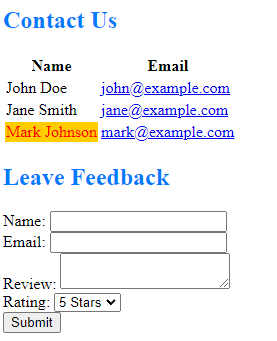 Contact Us
Name Email
John Doe john@example.com
Jane Smith jane@example.com
Mark Johnson mark@example.com
Leave Feedback
Name:
Email:
Review:
Rating: 5 Stars
Submit